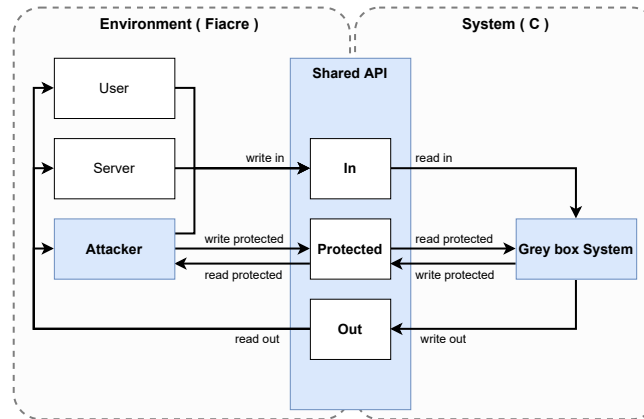 Environment ( Fiacre )
System ( C )
Shared API
User
Server
write in
In
read in
Attacker
write protected
read protected
Protected
read protected
write protected
Grey box System
read out
Out
write out